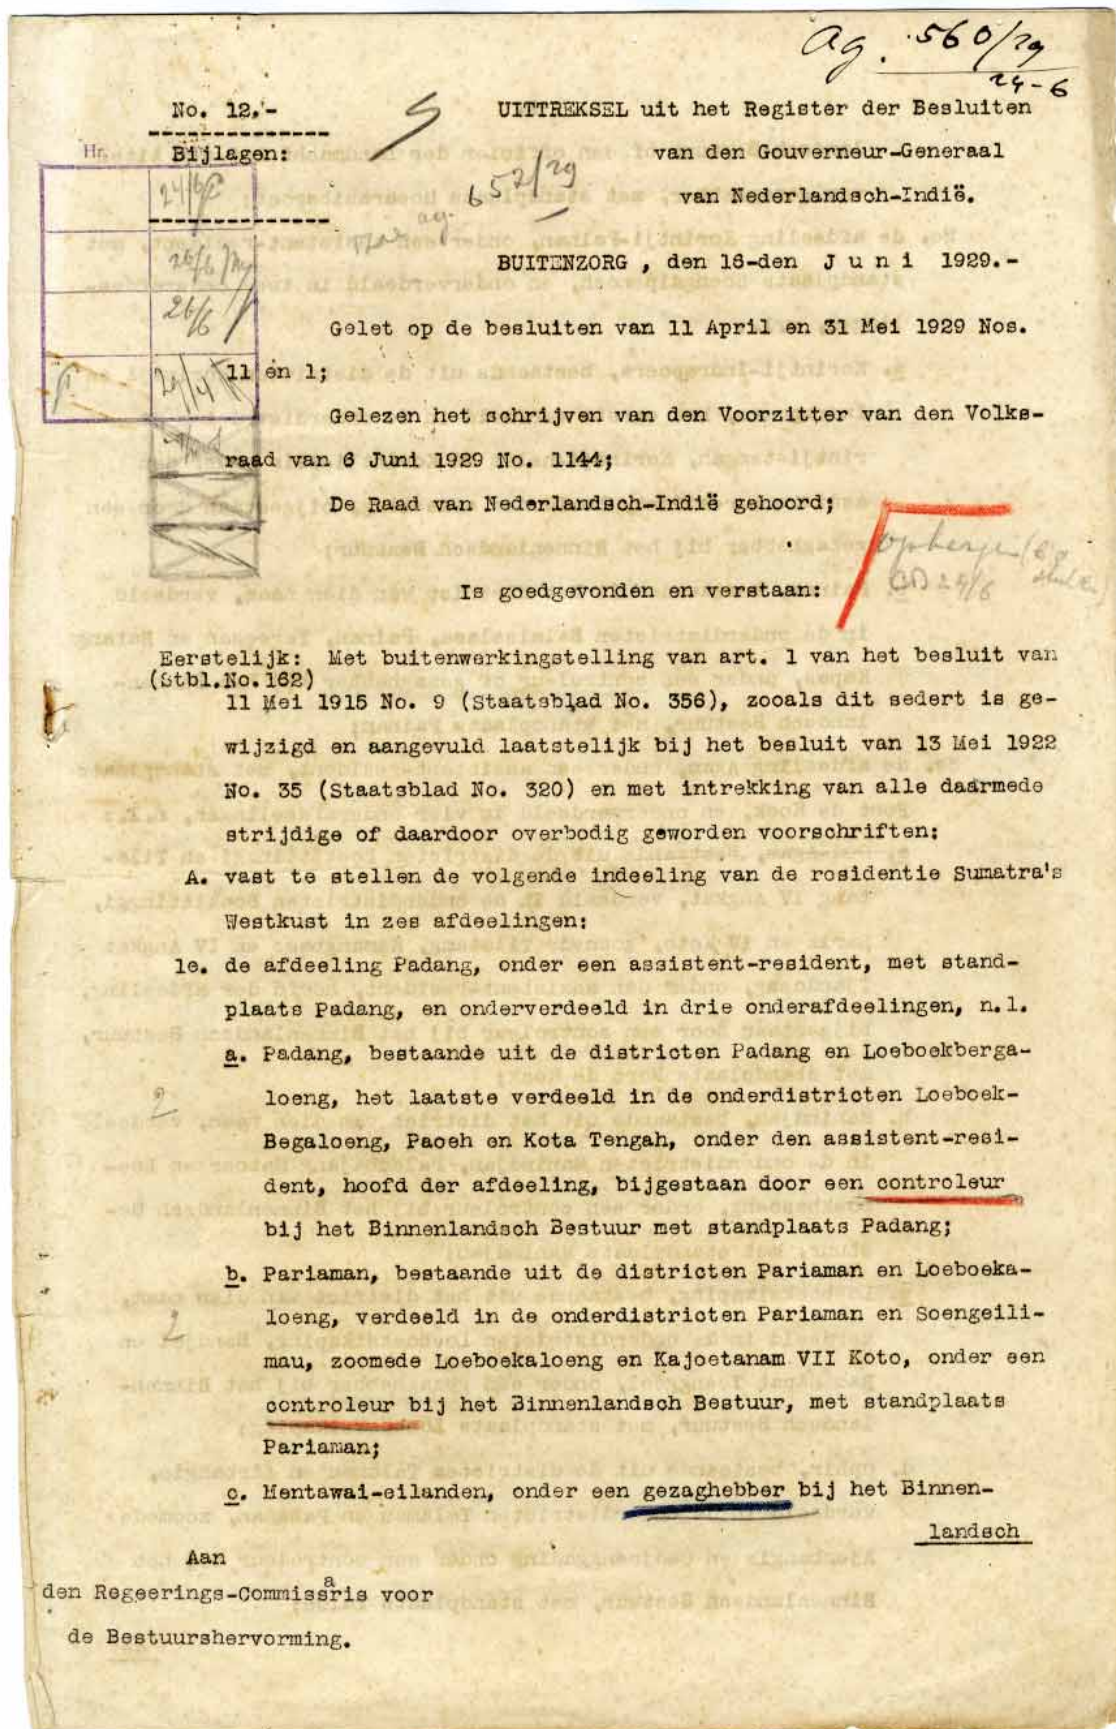 Ag. 560/29
24-6
No. 12.-
UITTREKSEL uit het Register der Besluiten
Hr.
Bijlagen:
van den Gouverneur-Generaal
24/6
657/29
van Nederlandsch-Indië.
ag.
26/6
BUITENZORG , den 16-den J u n i 1929.-
26/6
Gelet op de besluiten van 11 April en 31 Mei 1929 Nos.
11 en 1;
Gelezen het schrijven van den Voorzitter van den Volks-
raad van 6 Juni 1929 No. 1144;
De Raad van Nederlandsch-Indië gehoord;
opbergen
Is goedgevonden en verstaan:
Eerstelijk: Met buitenwerkingstelling van art. 1 van het besluit van
(Stbl.No.162)
11 Mei 1915 No. 9 (Staatsblad No. 356), zooals dit sedert is ge-
wijzigd en aangevuld laatstelijk bij het besluit van 13 Mei 1922
No. 35 (Staatsblad No. 320) en met intrekking van alle daarmede
strijdige of daardoor overbodig geworden voorschriften:
A. vast te stellen de volgende indeeling van de residentie Sumatra's
Westkust in zes afdeelingen:
1e. de afdeeling Padang, onder een assistent-resident, met stand-
plaats Padang, en onderverdeeld in drie onderafdeelingen, n.l.
a. Padang, bestaande uit de districten Padang en Loeboekberga-
2
loeng, het laatste verdeeld in de onderdistricten Loeboek-
Begaloeng, Paoeh en Kota Tengah, onder den assistent-resi-
dent, hoofd der afdeeling, bijgestaan door een controleur
bij het Binnenlandsch Bestuur met standplaats Padang;
b. Pariaman, bestaande uit de districten Pariaman en Loeboeka-
2
loeng, verdeeld in de onderdistricten Pariaman en Soengeili-
mau, zoomede Loeboekaloeng en Kajoetanam VII Koto, onder een
controleur bij het Binnenlandsch Bestuur, met standplaats
Pariaman;
c. Mentawai-eilanden, onder een gezaghebber bij het Binnen-
landsch
Aan
den Regeerings-Commissaris voor
de Bestuurshervorming.